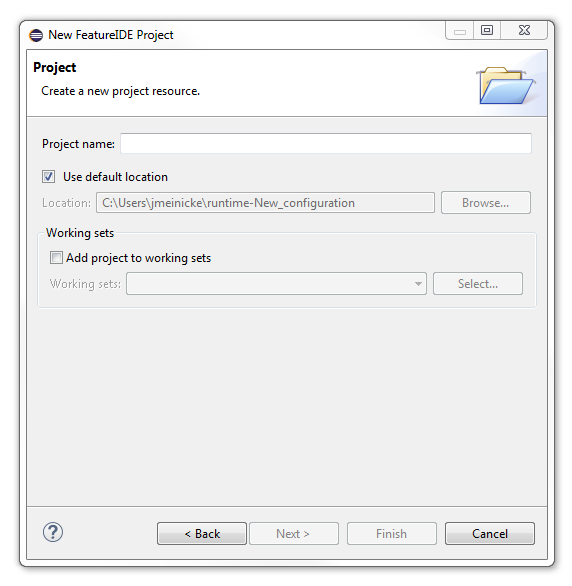 New FeatureIDE Project
Project
Create a new project resource.
Project name:
Use default location
Location: C:\Users\jmeinicke\runtime-New_configuration Browse...
Working sets
Add project to working sets
Working sets: Select...
? < Back Next > Finish Cancel